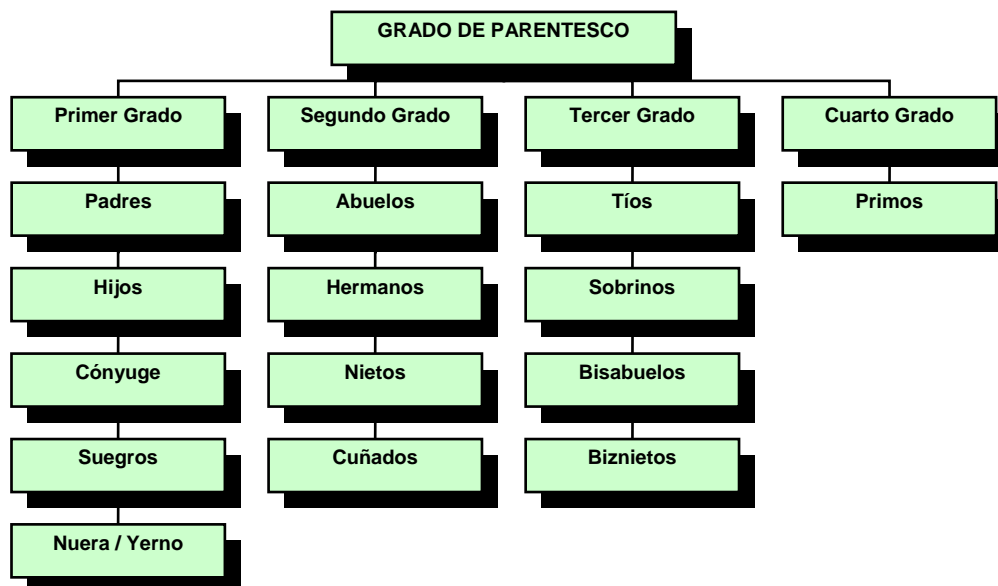 GRADO DE PARENTESCO
Primer Grado
Padres
Hijos
Cónyuge
Suegros
Nuera / Yerno
Segundo Grado
Abuelos
Hermanos
Nietos
Cuñados
Tercer Grado
Tíos
Sobrinos
Bisabuelos
Biznietos
Cuarto Grado
Primos